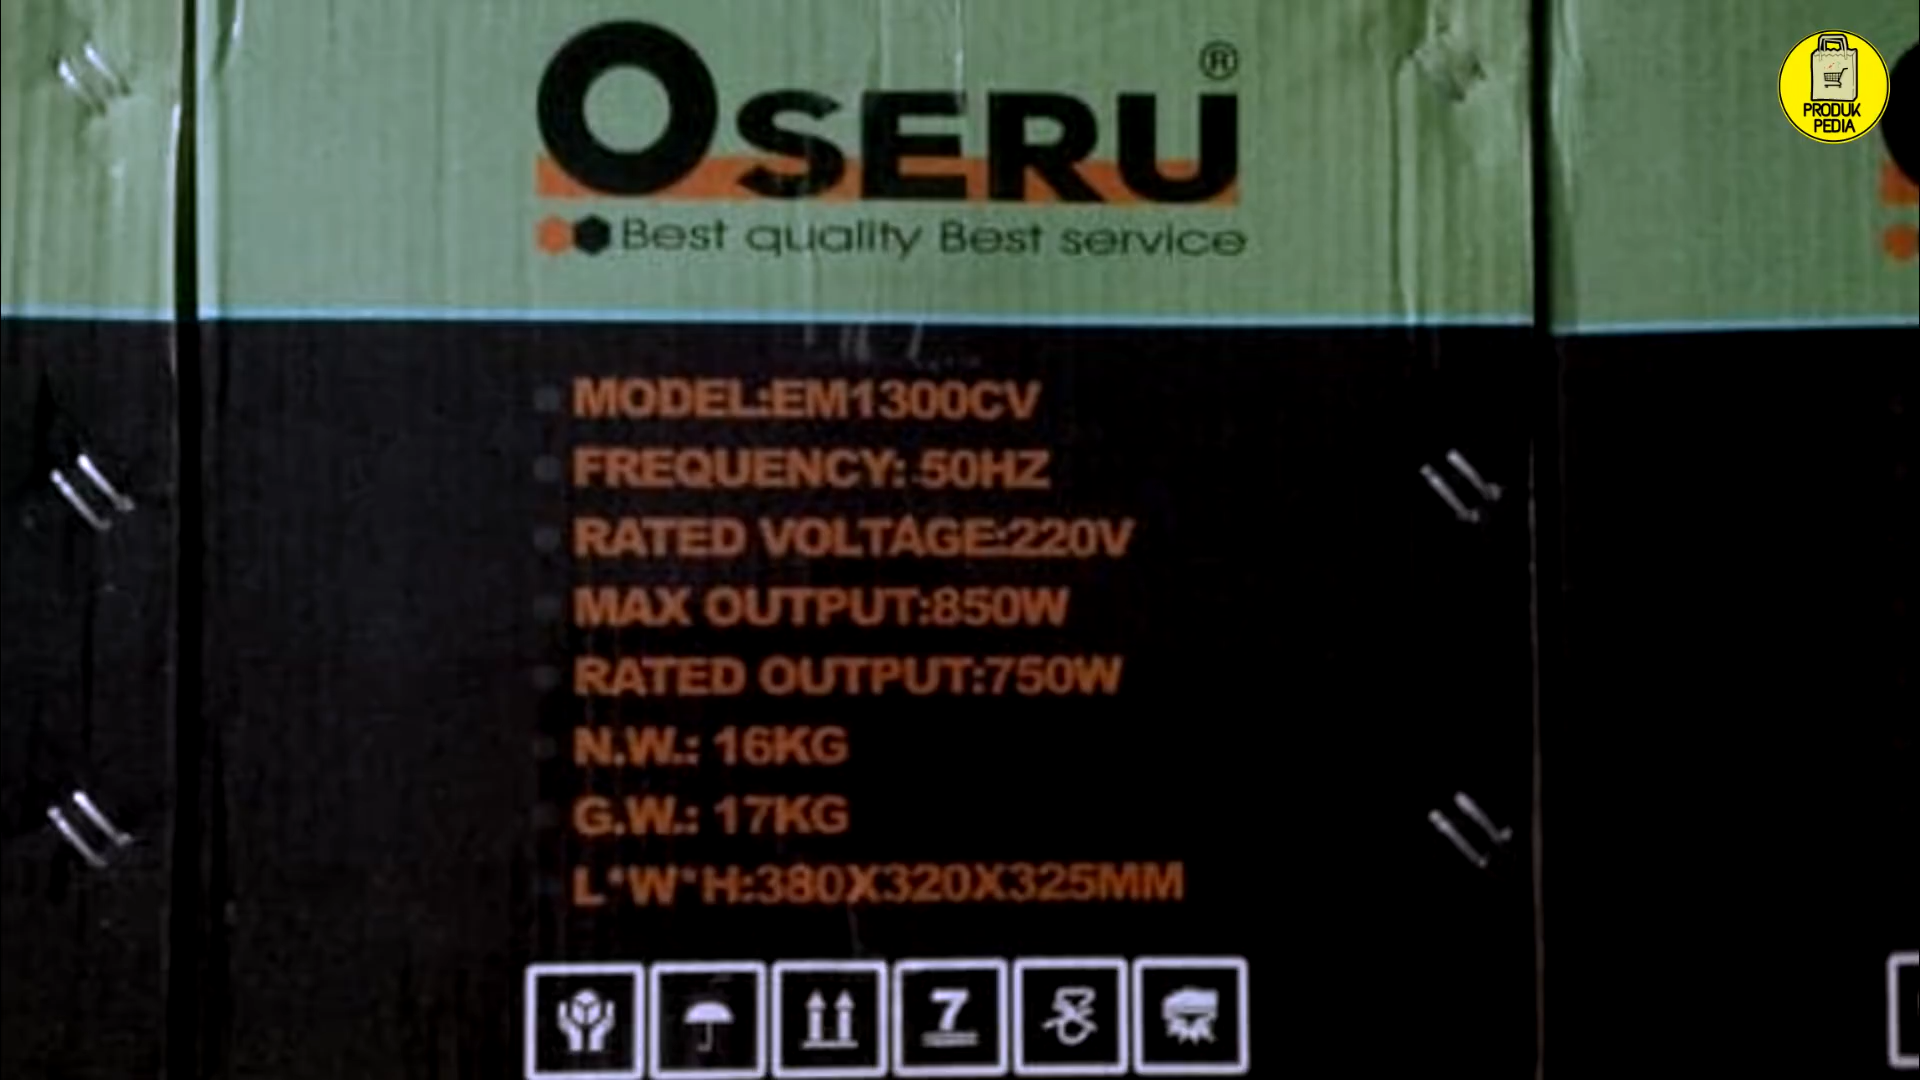 OSERU®
Best quality Best service
MODEL:EM1300CV
FREQUENCY: 50HZ
RATED VOLTAGE:220V
MAX OUTPUT:850W
RATED OUTPUT:750W
N.W.: 16KG
G.W.: 17KG
L*W*H:380X320X325MM
7
PRODUK
PEDIA